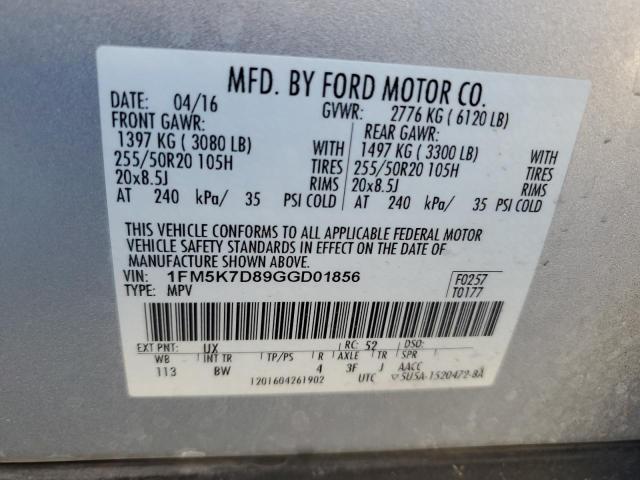 MFD. BY FORD MOTOR CO.
DATE: 04/16 GVWR: 2776 KG ( 6120 LB)
FRONT GAWR: REAR GAWR:
1397 KG ( 3080 LB) WITH 1497 KG ( 3300 LB) WITH
255/50R20 105H TIRES 255/50R20 105H TIRES
20x8.5J RIMS 20x8.5J RIMS
AT 240 kPa/ 35 PSI COLD AT 240 kPa/ 35 PSI COLD
THIS VEHICLE CONFORMS TO ALL APPLICABLE FEDERAL MOTOR
VEHICLE SAFETY STANDARDS IN EFFECT ON THE DATE OF
MANUFACTURE SHOWN ABOVE.
VIN: 1FM5K7D89GGD01856 F0257
TYPE: MPV T0177
EXT PNT: UX RC: 52 DSO:
WB INT TR TP/PS R AXLE TR SPR
113 BW 4 3F J AACC
1201604261902 UTC ▽5U5A-1520472-BA